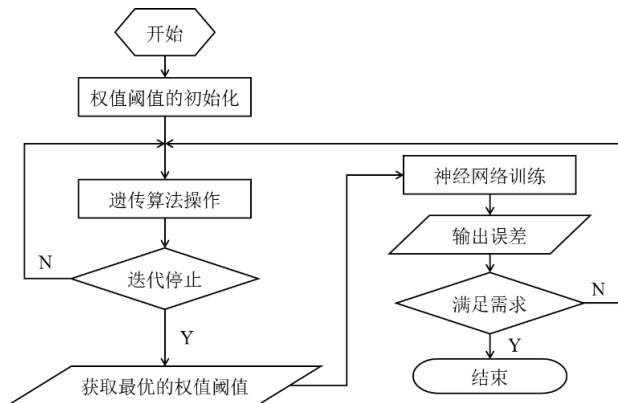 开始
权值阈值的初始化
遗传算法操作
N
迭代停止
Y
获取最优的权值阈值
神经网络训练
输出误差
满足需求
N
Y
结束